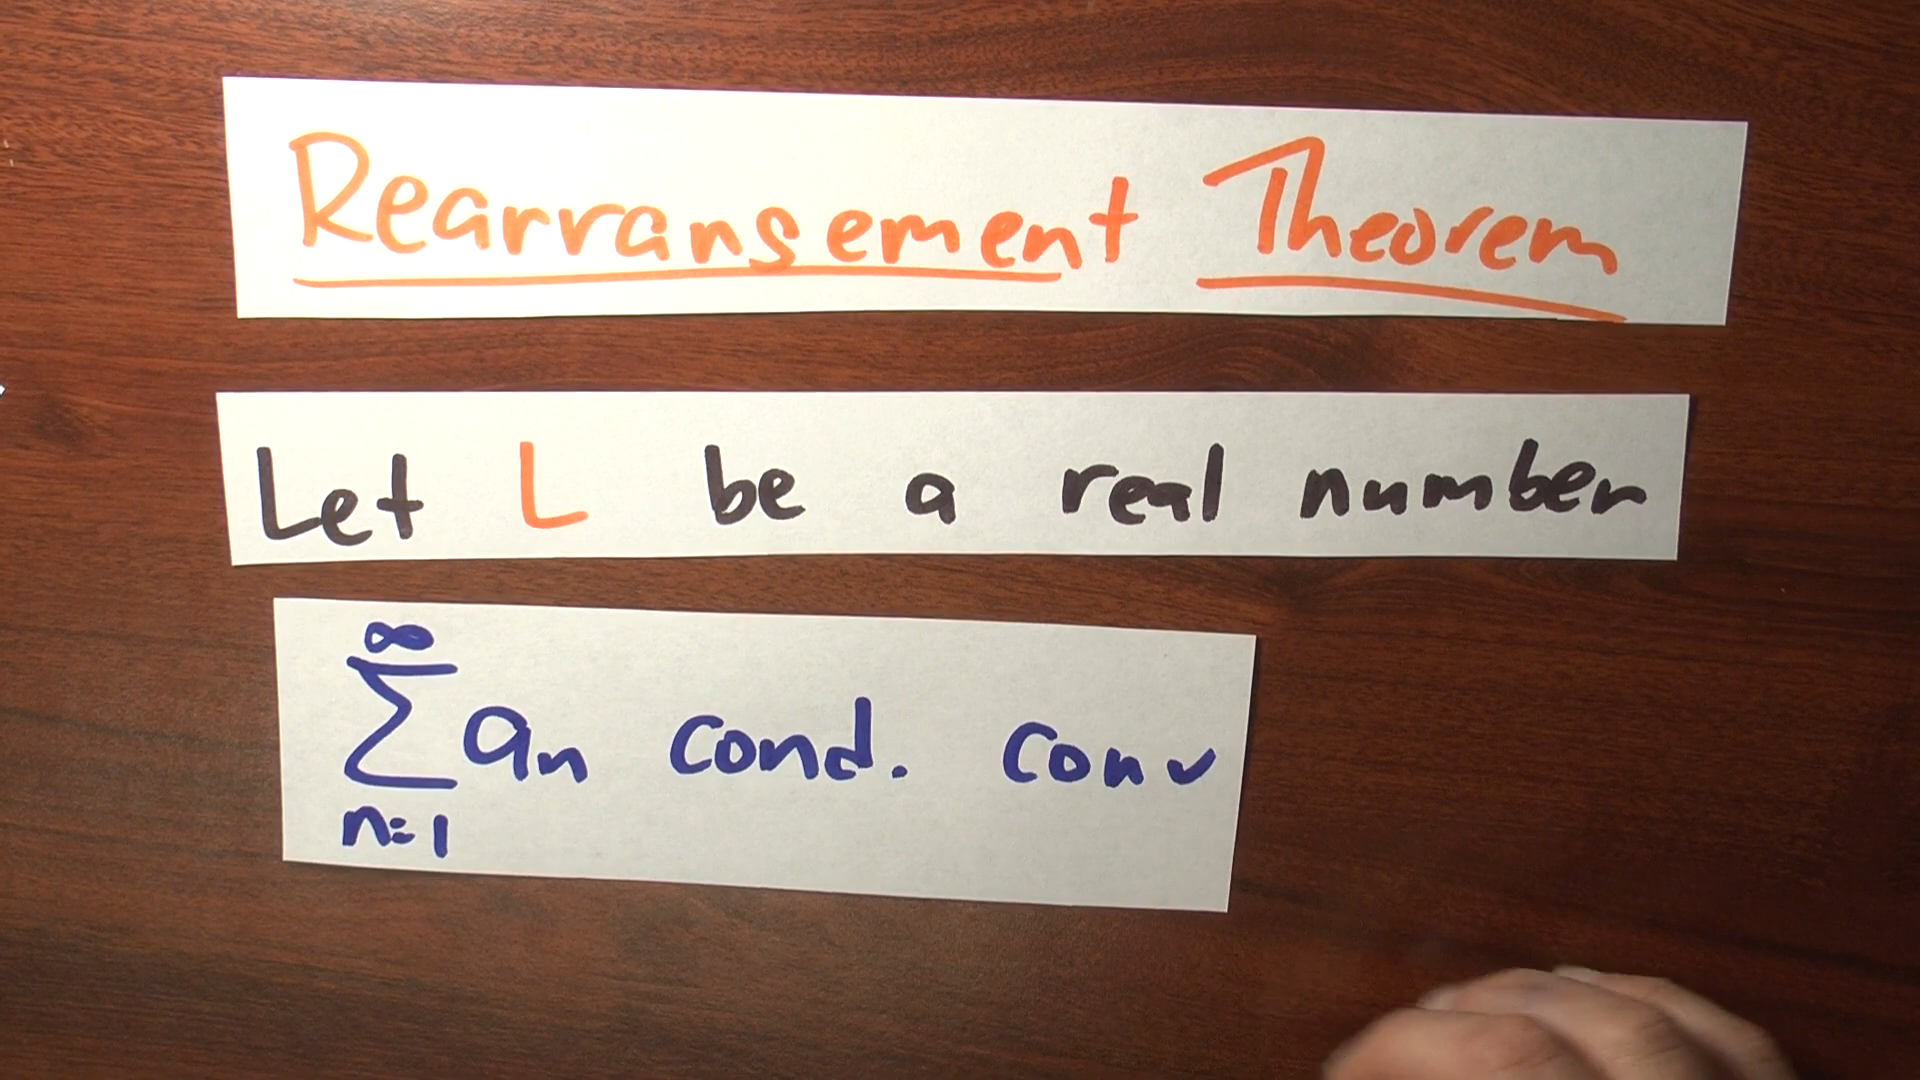 Rearrangement Theorem
Let L be a real number
∞
∑ an cond. conv
n=1